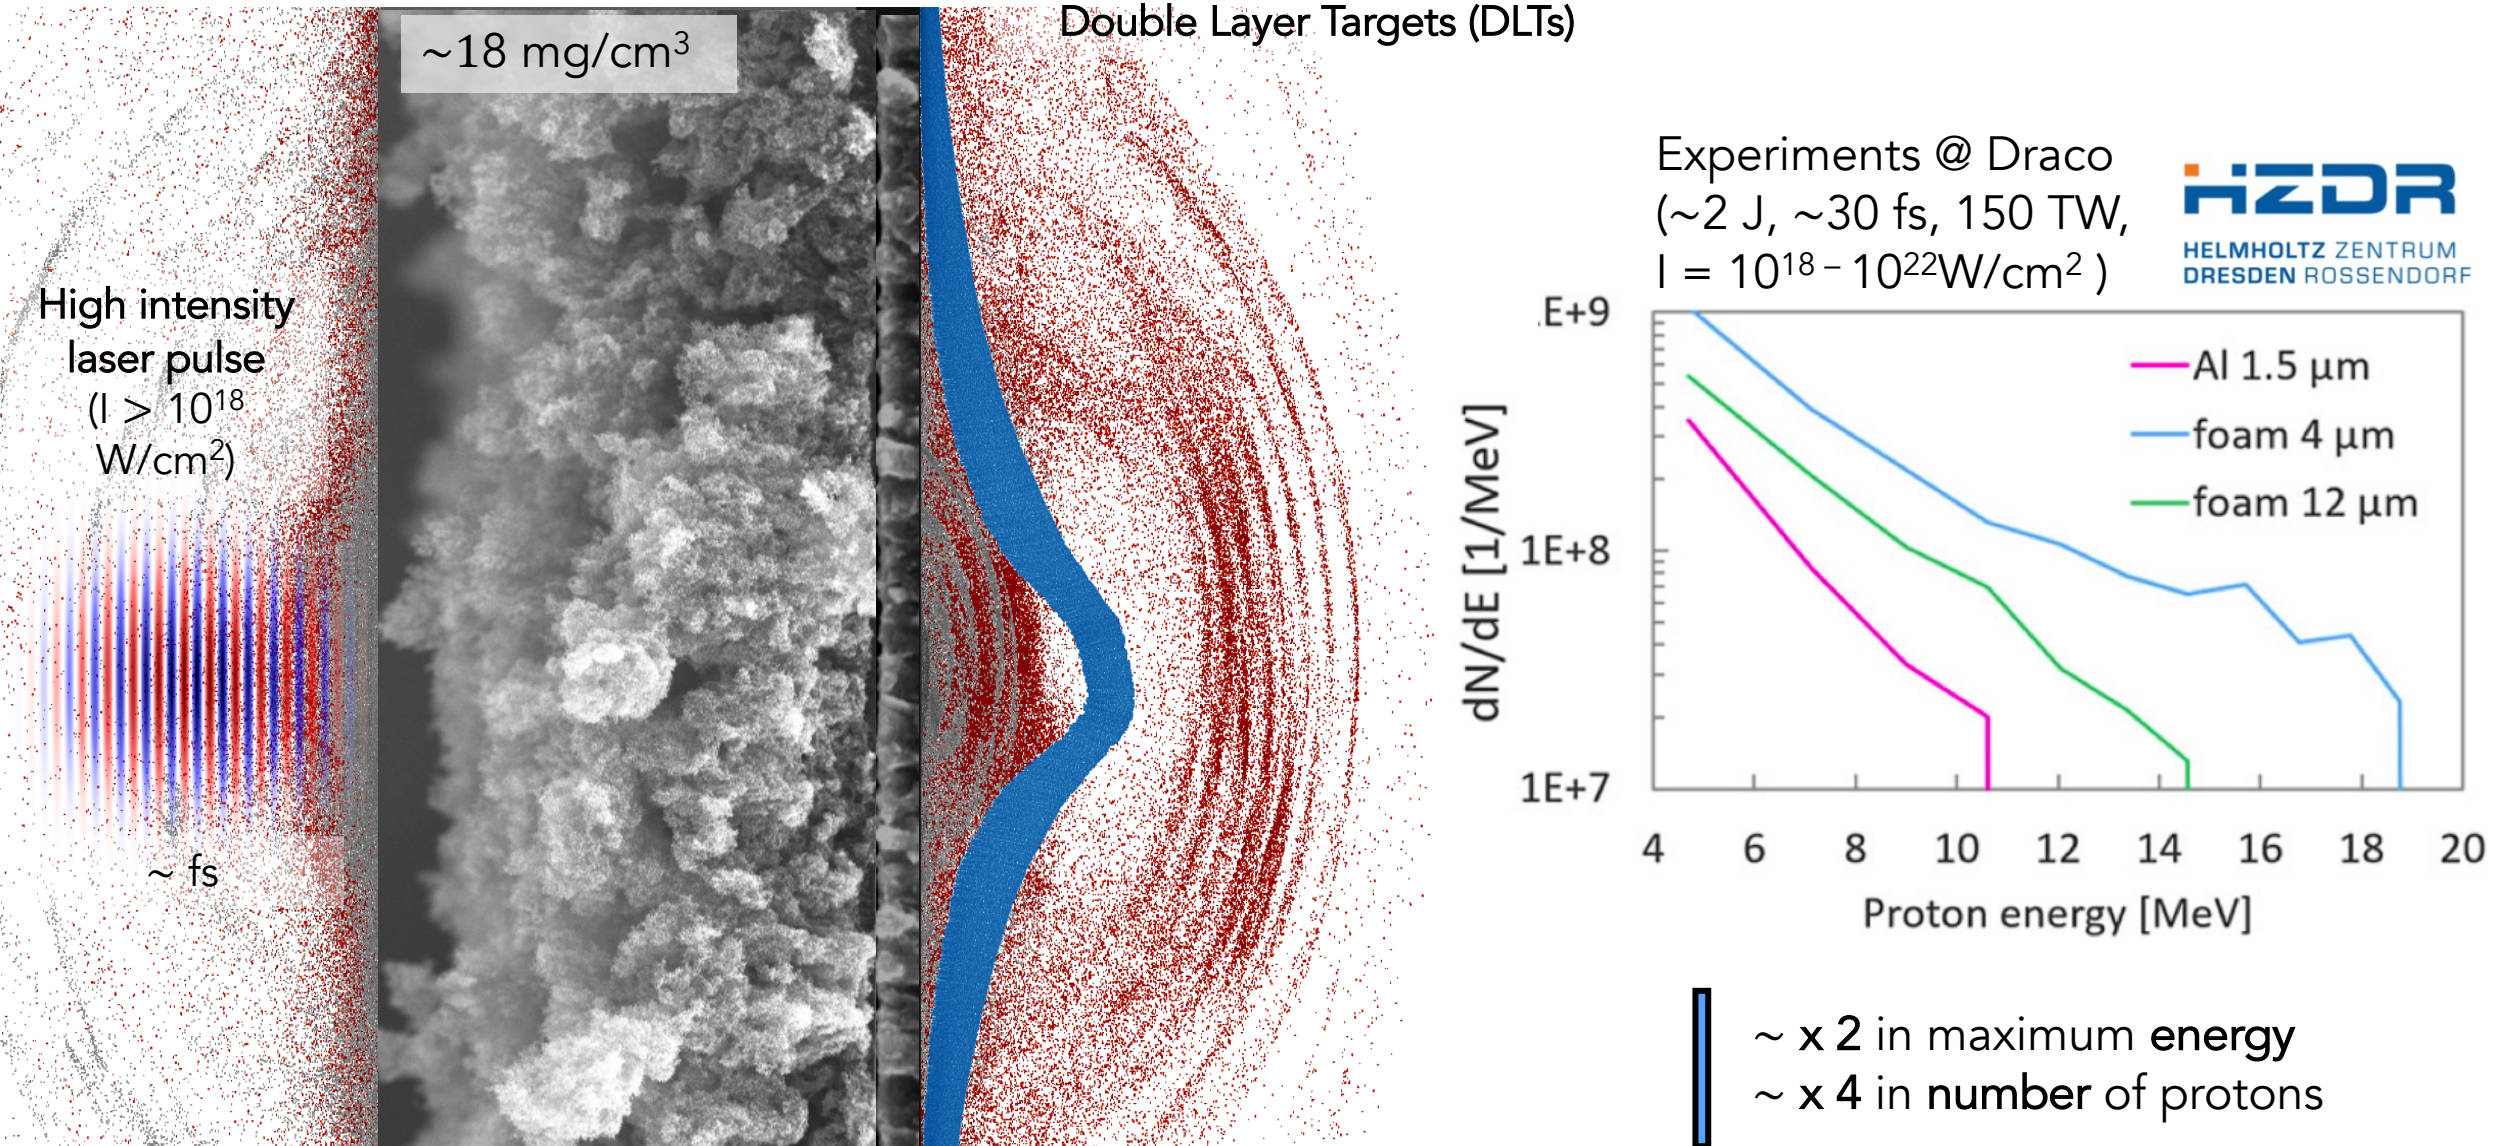 ~18 mg/cm³
Double Layer Targets (DLTs)
High intensity
laser pulse
(I > 10¹⁸
W/cm²)
~ fs
Experiments @ Draco
(~2 J, ~30 fs, 150 TW,
I = 10¹⁸ – 10²²W/cm² )
HZDR
HELMHOLTZ ZENTRUM
DRESDEN ROSSENDORF
.E+9
1E+8
1E+7
dN/dE [1/MeV]
Al 1.5 µm
foam 4 µm
foam 12 µm
4 6 8 10 12 14 16 18 20
Proton energy [MeV]
~ x 2 in maximum energy
~ x 4 in number of protons